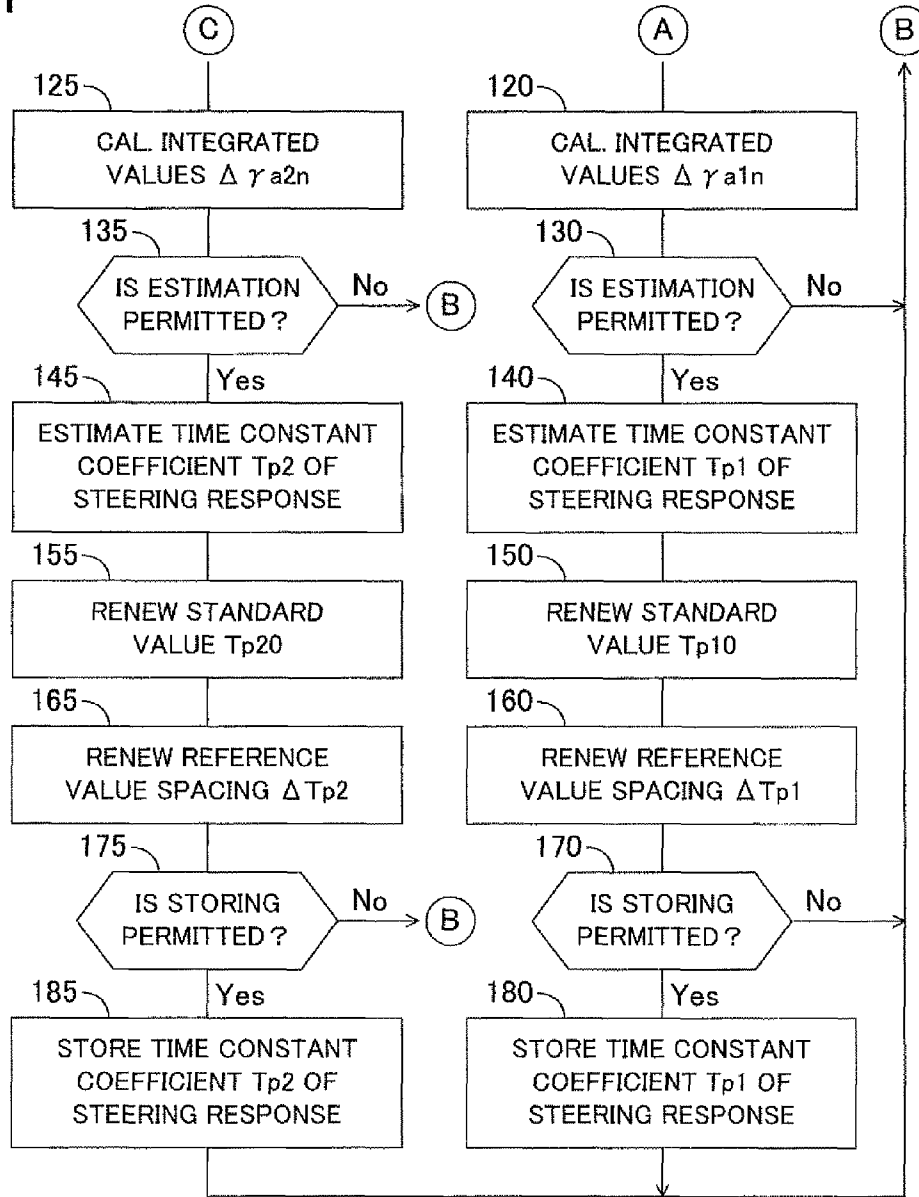 C
125
CAL. INTEGRATED
VALUES Δ γ a2n
135
IS ESTIMATION
PERMITTED?
No
B
Yes
145
ESTIMATE TIME CONSTANT
COEFFICIENT Tp2 OF
STEERING RESPONSE
155
RENEW STANDARD
VALUE Tp20
165
RENEW REFERENCE
VALUE SPACING Δ Tp2
175
IS STORING
PERMITTED?
No
B
Yes
185
STORE TIME CONSTANT
COEFFICIENT Tp2 OF
STEERING RESPONSE
A
120
CAL. INTEGRATED
VALUES Δ γ a1n
130
IS ESTIMATION
PERMITTED?
No
Yes
140
ESTIMATE TIME CONSTANT
COEFFICIENT Tp1 OF
STEERING RESPONSE
150
RENEW STANDARD
VALUE Tp10
160
RENEW REFERENCE
VALUE SPACING Δ Tp1
170
IS STORING
PERMITTED?
No
Yes
180
STORE TIME CONSTANT
COEFFICIENT Tp1 OF
STEERING RESPONSE
B